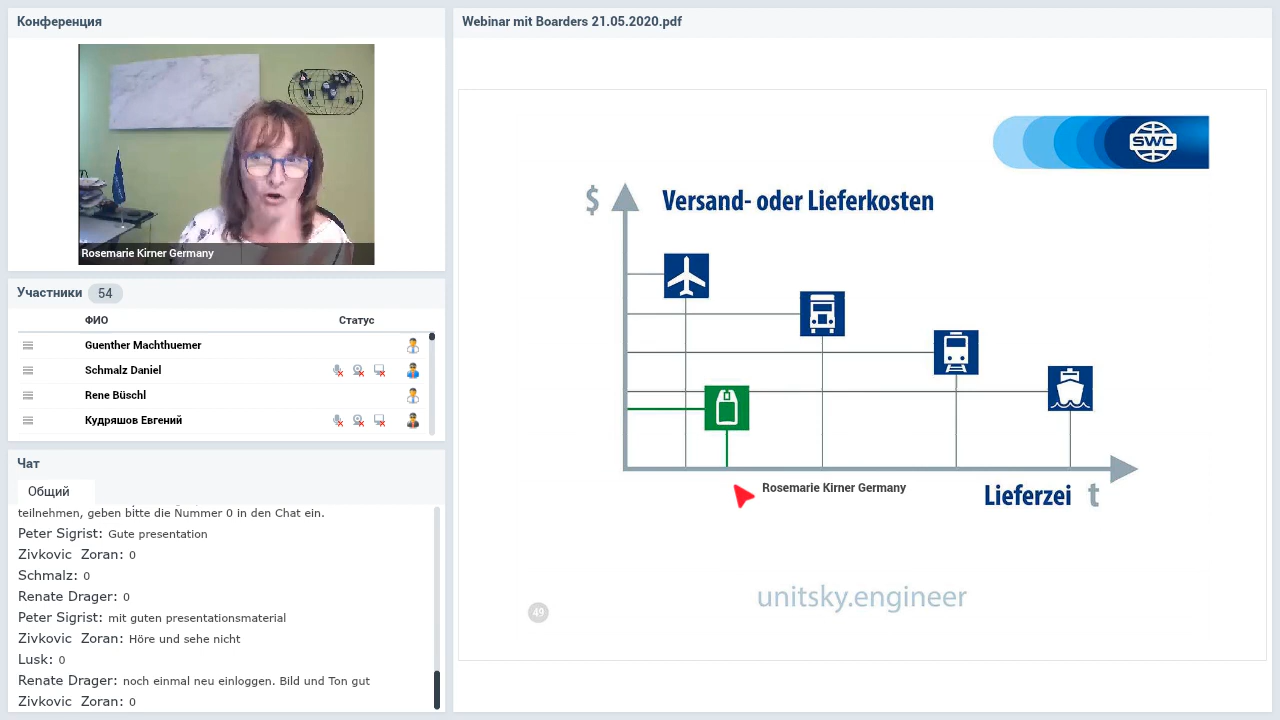 Конференция
Rosemarie Kirner Germany
Участники 54
ФИО Статус
Guenther Machthuemer
Schmalz Daniel
Rene Büschl
Кудряшов Евгений
Чат
Общий
teilnehmen, geben bitte die Nummer 0 in den Chat ein.
Peter Sigrist: Gute presentation
Zivkovic Zoran: 0
Schmalz: 0
Renate Drager: 0
Peter Sigrist: mit guten presentationsmaterial
Zivkovic Zoran: Höre und sehe nicht
Lusk: 0
Renate Drager: noch einmal neu einloggen. Bild und Ton gut
Zivkovic Zoran: 0
Webinar mit Boarders 21.05.2020.pdf
SWC
$ Versand- oder Lieferkosten
Rosemarie Kirner Germany
Lieferzei t
unitsky.engineer
49